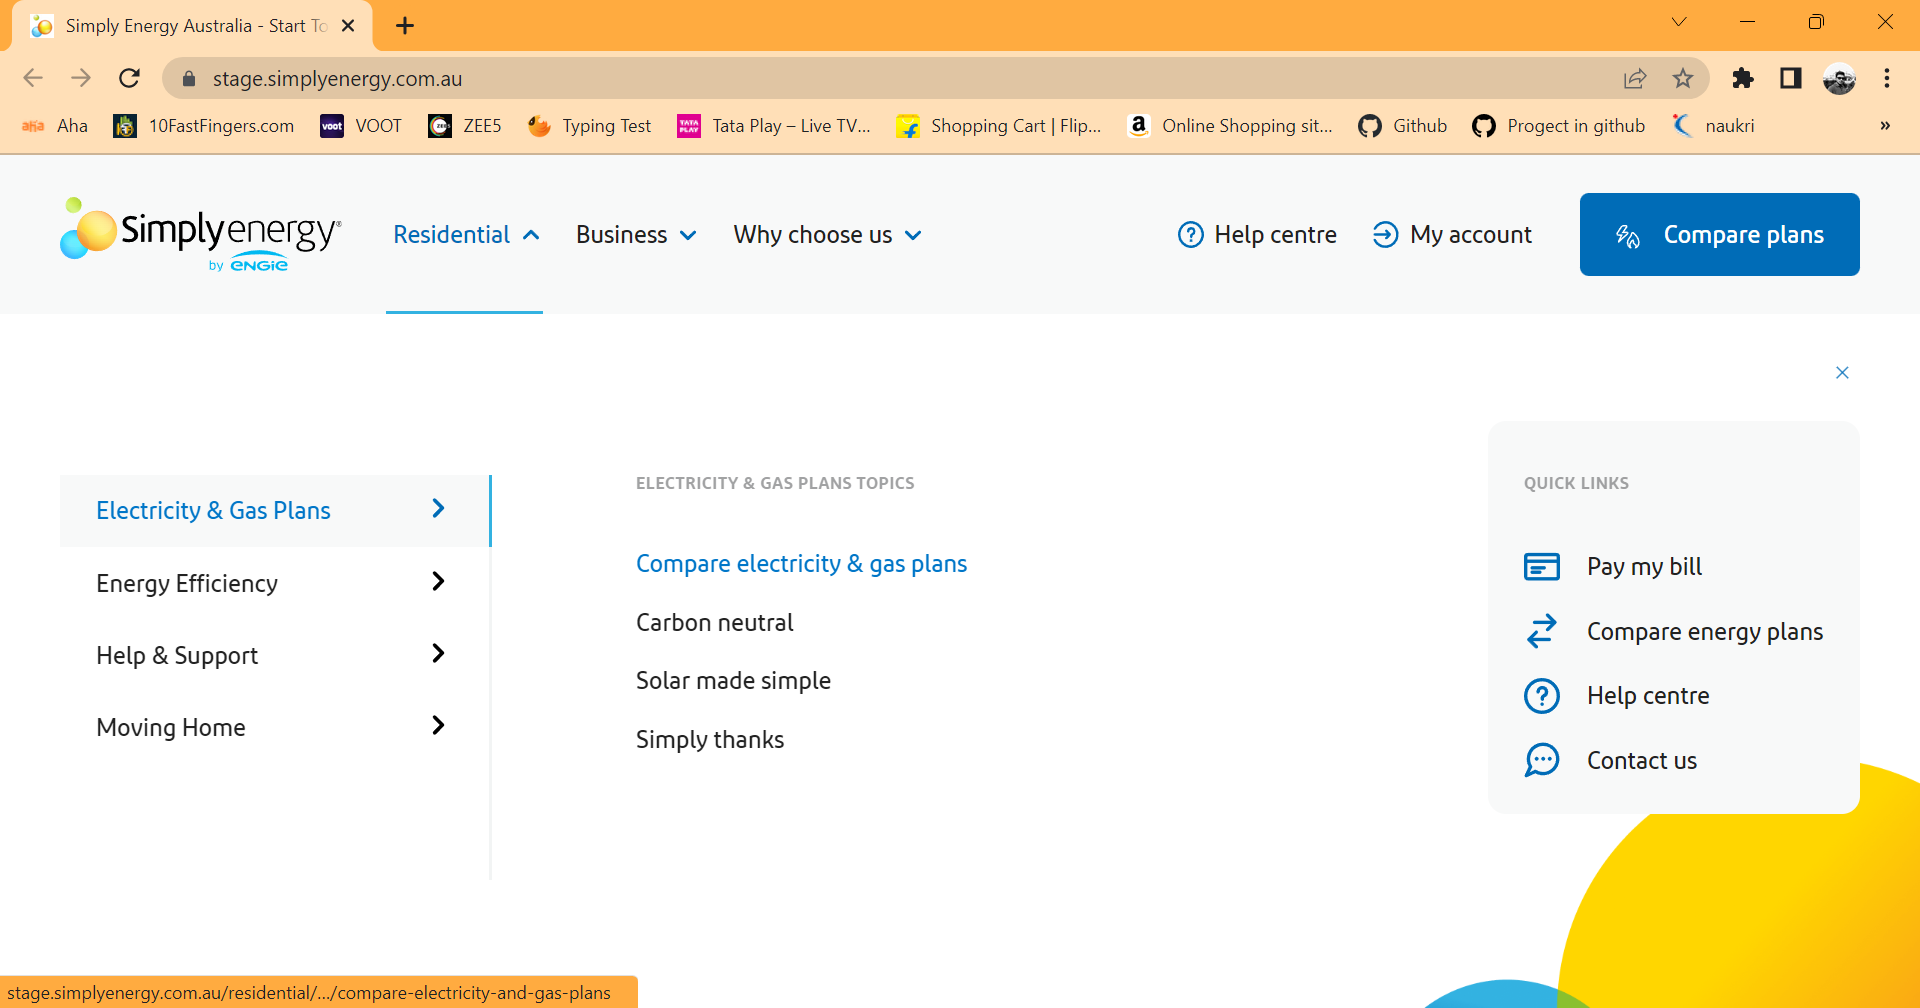 Simply Energy Australia - Start To
stage.simplyenergy.com.au
aha Aha 10FastFingers.com voot VOOT ZEE5 Typing Test TATA PLAY Tata Play – Live TV... Shopping Cart | Flip... a Online Shopping sit... Github Progect in github naukri »
Simplyenergy® by ENGIE
Residential Business Why choose us Help centre My account Compare plans
Electricity & Gas Plans
Energy Efficiency
Help & Support
Moving Home
ELECTRICITY & GAS PLANS TOPICS
Compare electricity & gas plans
Carbon neutral
Solar made simple
Simply thanks
QUICK LINKS
Pay my bill
Compare energy plans
Help centre
Contact us
stage.simplyenergy.com.au/residential/.../compare-electricity-and-gas-plans